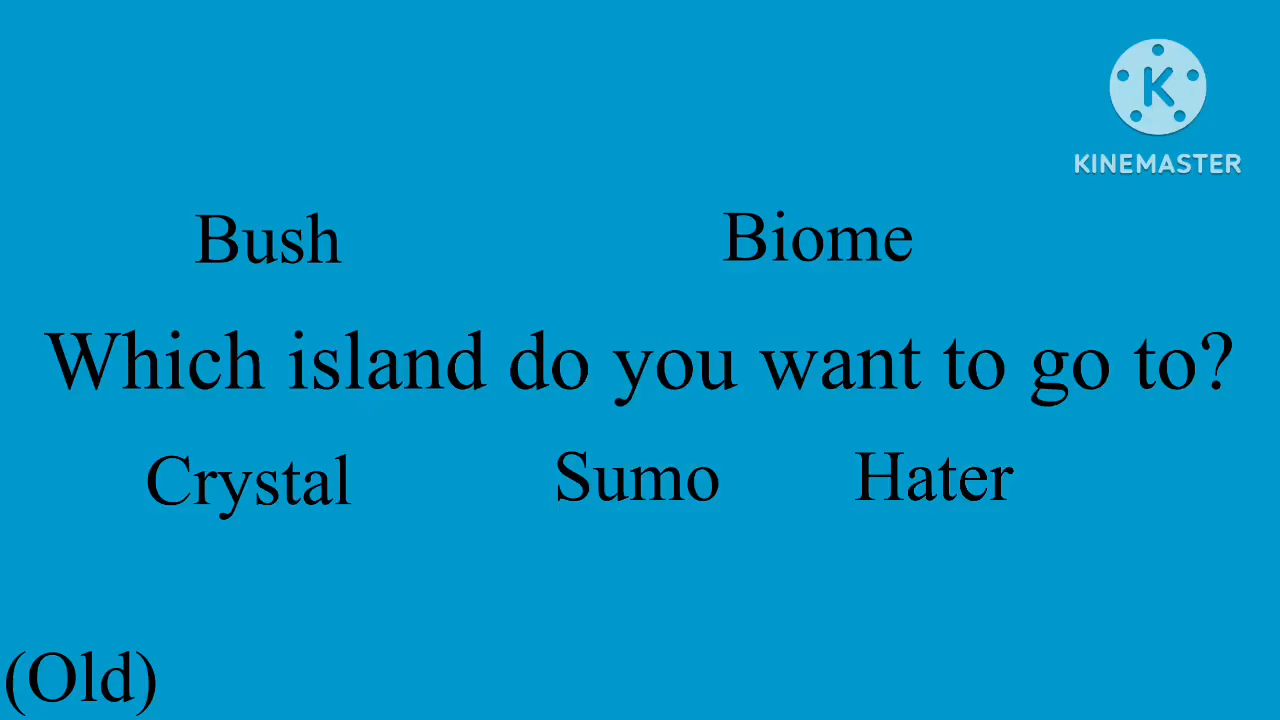 K
KINEMASTER
Bush Biome
Which island do you want to go to?
Crystal Sumo Hater
(Old)